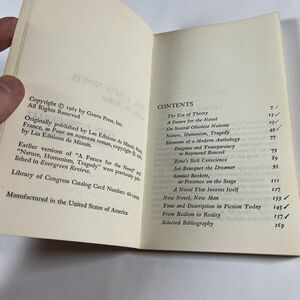 Copyright © 1965 by Grove Press, Inc.
All Rights Reserved
Originally published by Les Editions de Minuit, Paris,
France, as Pour un nouveau roman, copyright © 1963
by Les Editions de Minuit.
Earlier versions of "A Future for the Novel" and
"Nature, Humanism, Tragedy" were previously published
in Evergreen Review.
Library of Congress Catalog Card Number:
Manufactured in the United States of America
CONTENTS
The Use of Theory 7
A Future for the Novel 15
On Several Obsolete Notions 25
Nature, Humanism, Tragedy 49
Elements of a Modern Anthology 77
Enigmas and Transparency
in Raymond Roussel 79
Zeno's Sick Conscience 89
Joë Bousquet the Dreamer 95
Samuel Beckett,
or Presence on the Stage 111
A Novel That Invents Itself 127
New Novel, New Man 133
Time and Description in Fiction Today 143
From Realism to Reality 157
Selected Bibliography 169